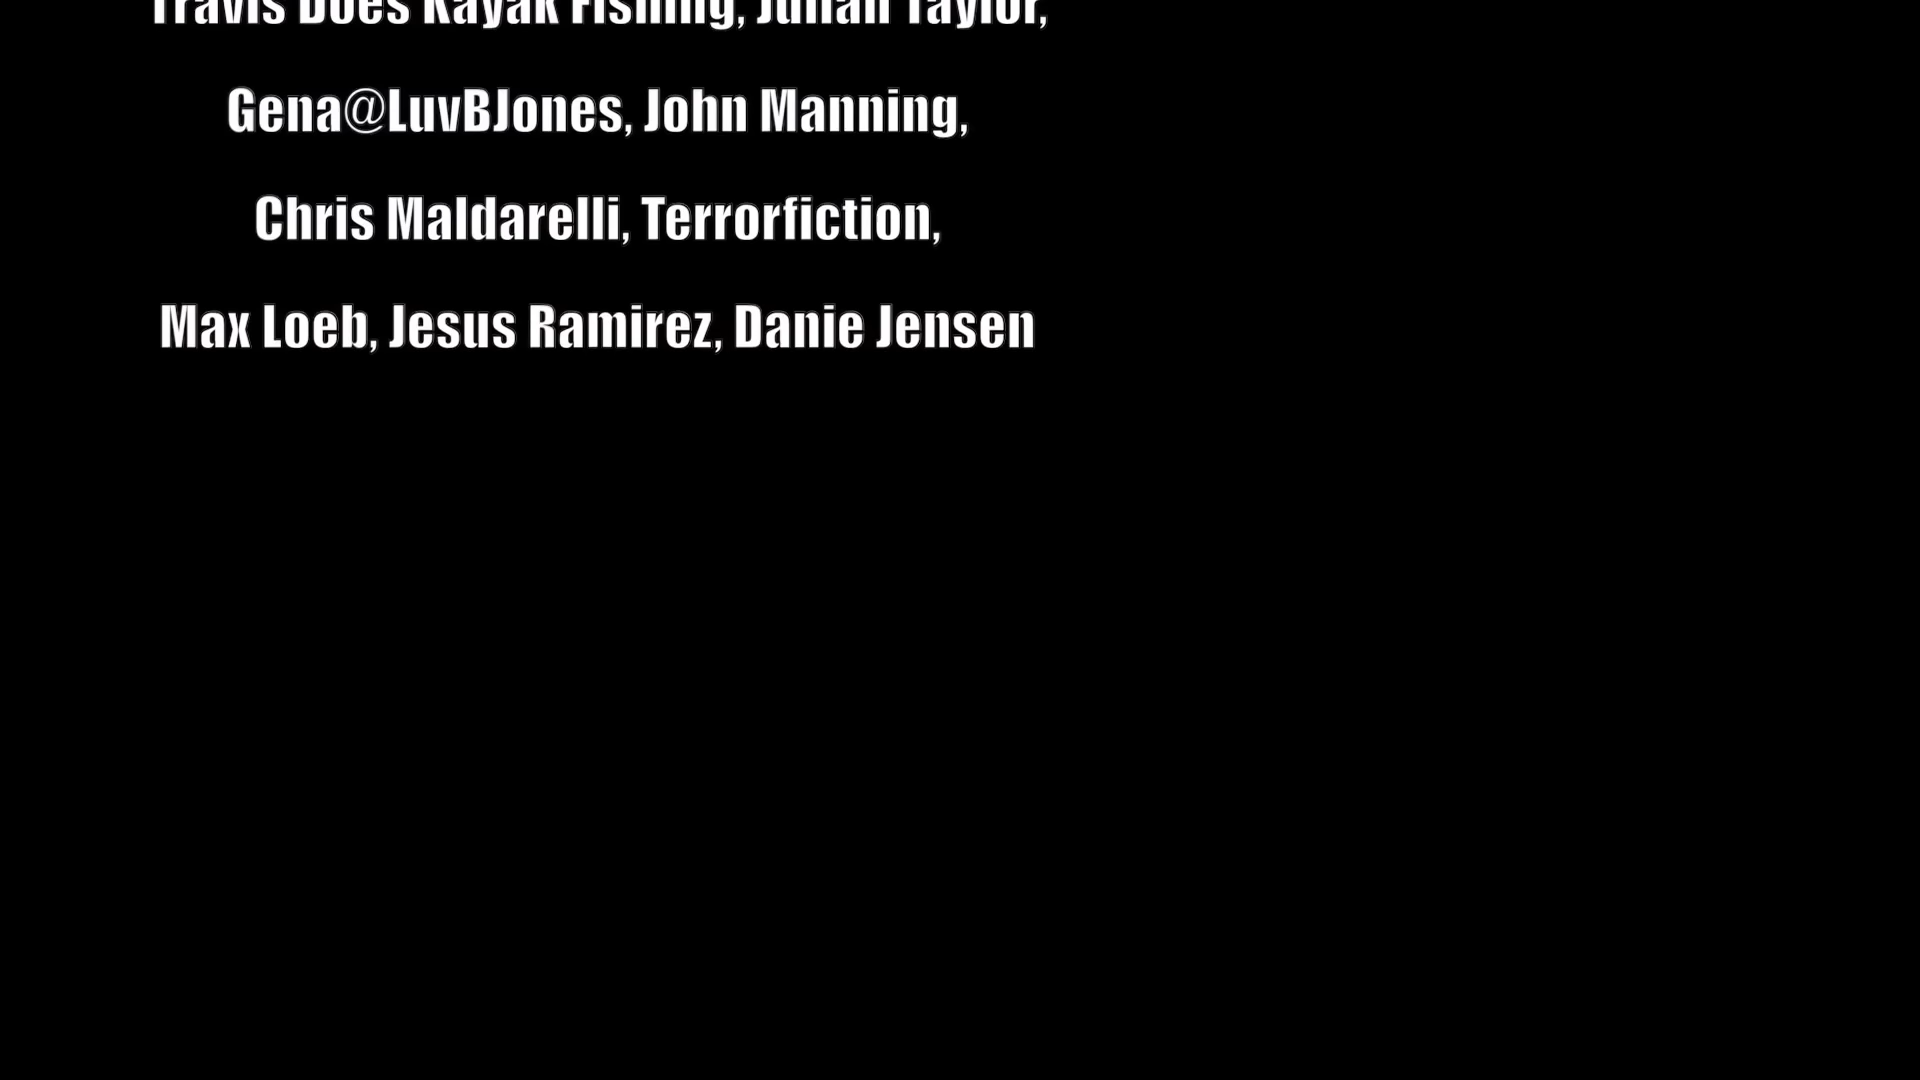 Travis Does Kayak Fishing, Julian Taylor,
Gena@LuvBJones, John Manning,
Chris Maldarelli, Terrorfiction,
Max Loeb, Jesus Ramirez, Danie Jensen